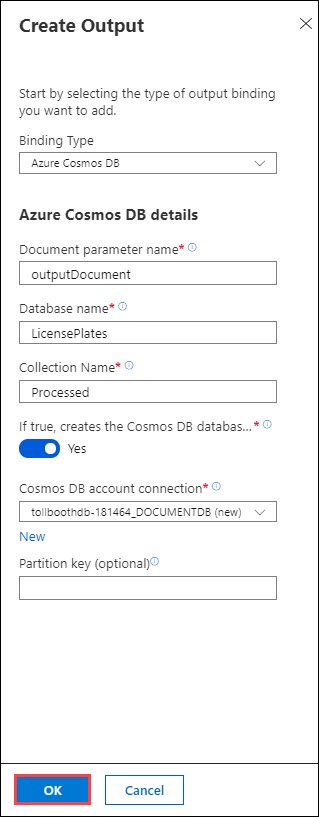 Create Output
Start by selecting the type of output binding
you want to add.
Binding Type
Azure Cosmos DB
Azure Cosmos DB details
Document parameter name*
outputDocument
Database name*
LicensePlates
Collection Name*
Processed
If true, creates the Cosmos DB databas...*
Yes
Cosmos DB account connection*
tollboothdb-181464_DOCUMENTDB (new)
New
Partition key (optional)
OK
Cancel